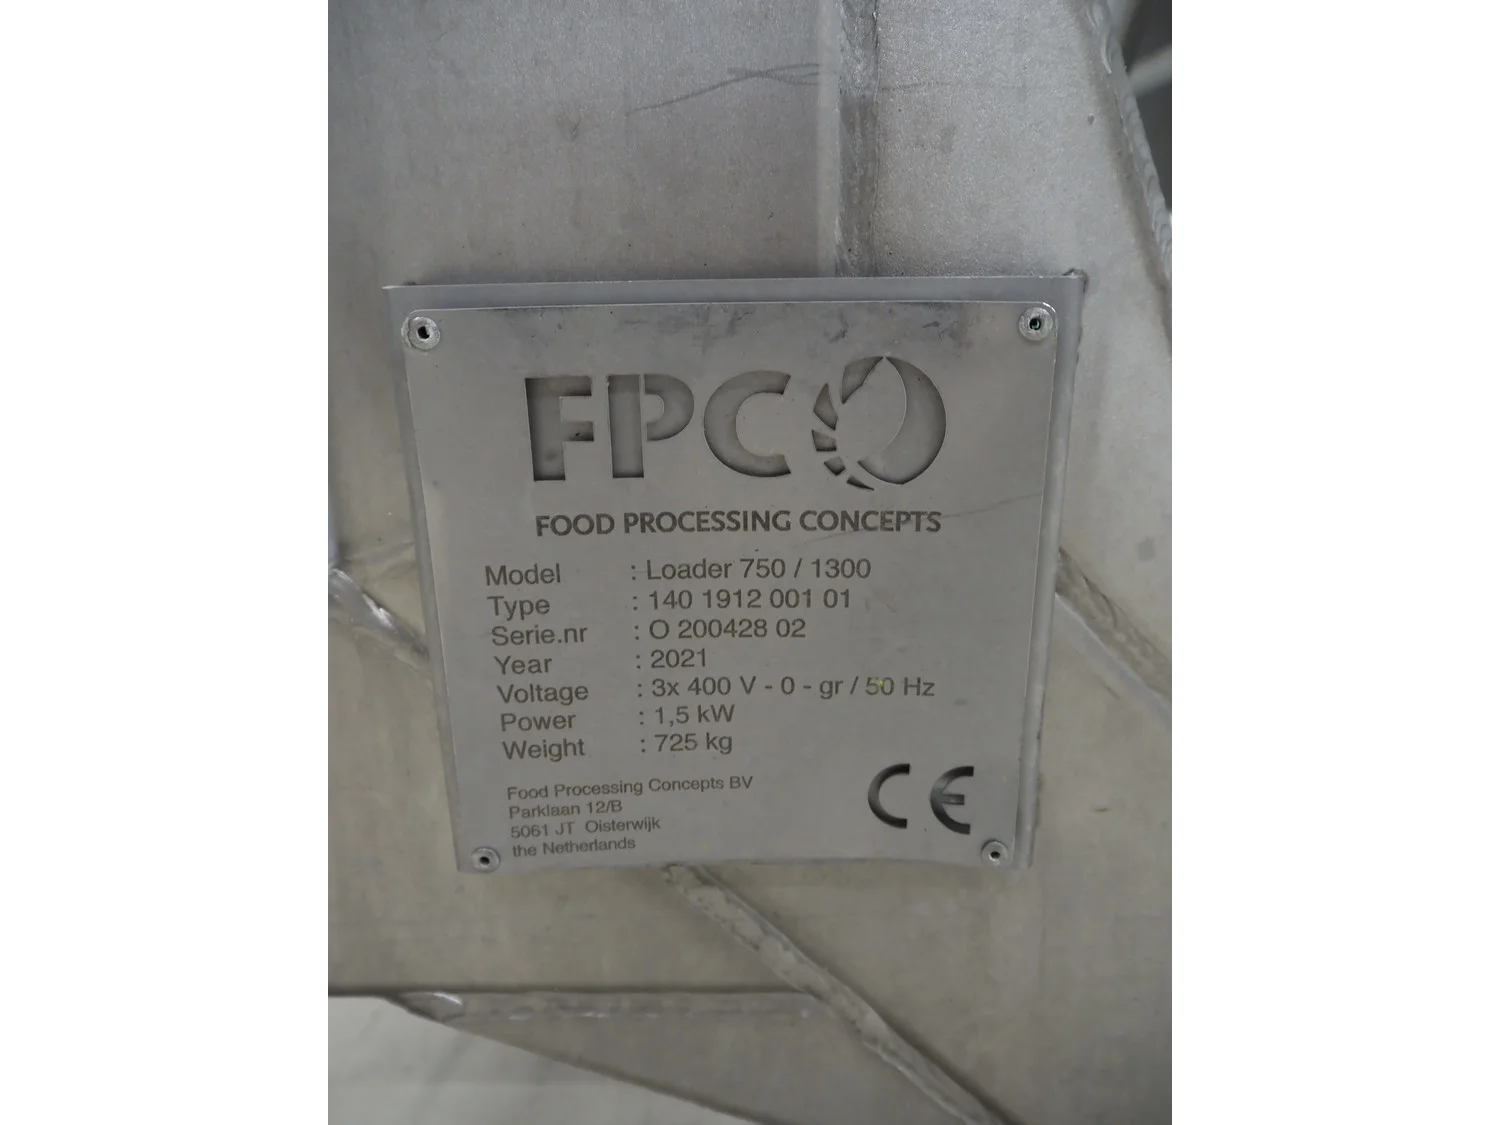 FPC
FOOD PROCESSING CONCEPTS
Model : Loader 750 / 1300
Type : 140 1912 001 01
Serie.nr : O 200428 02
Year : 2021
Voltage : 3x 400 V - 0 - gr / 50 Hz
Power : 1,5 kW
Weight : 725 kg
Food Processing Concepts BV
Parklaan 12/B
5061 JT Oisterwijk
the Netherlands
CE